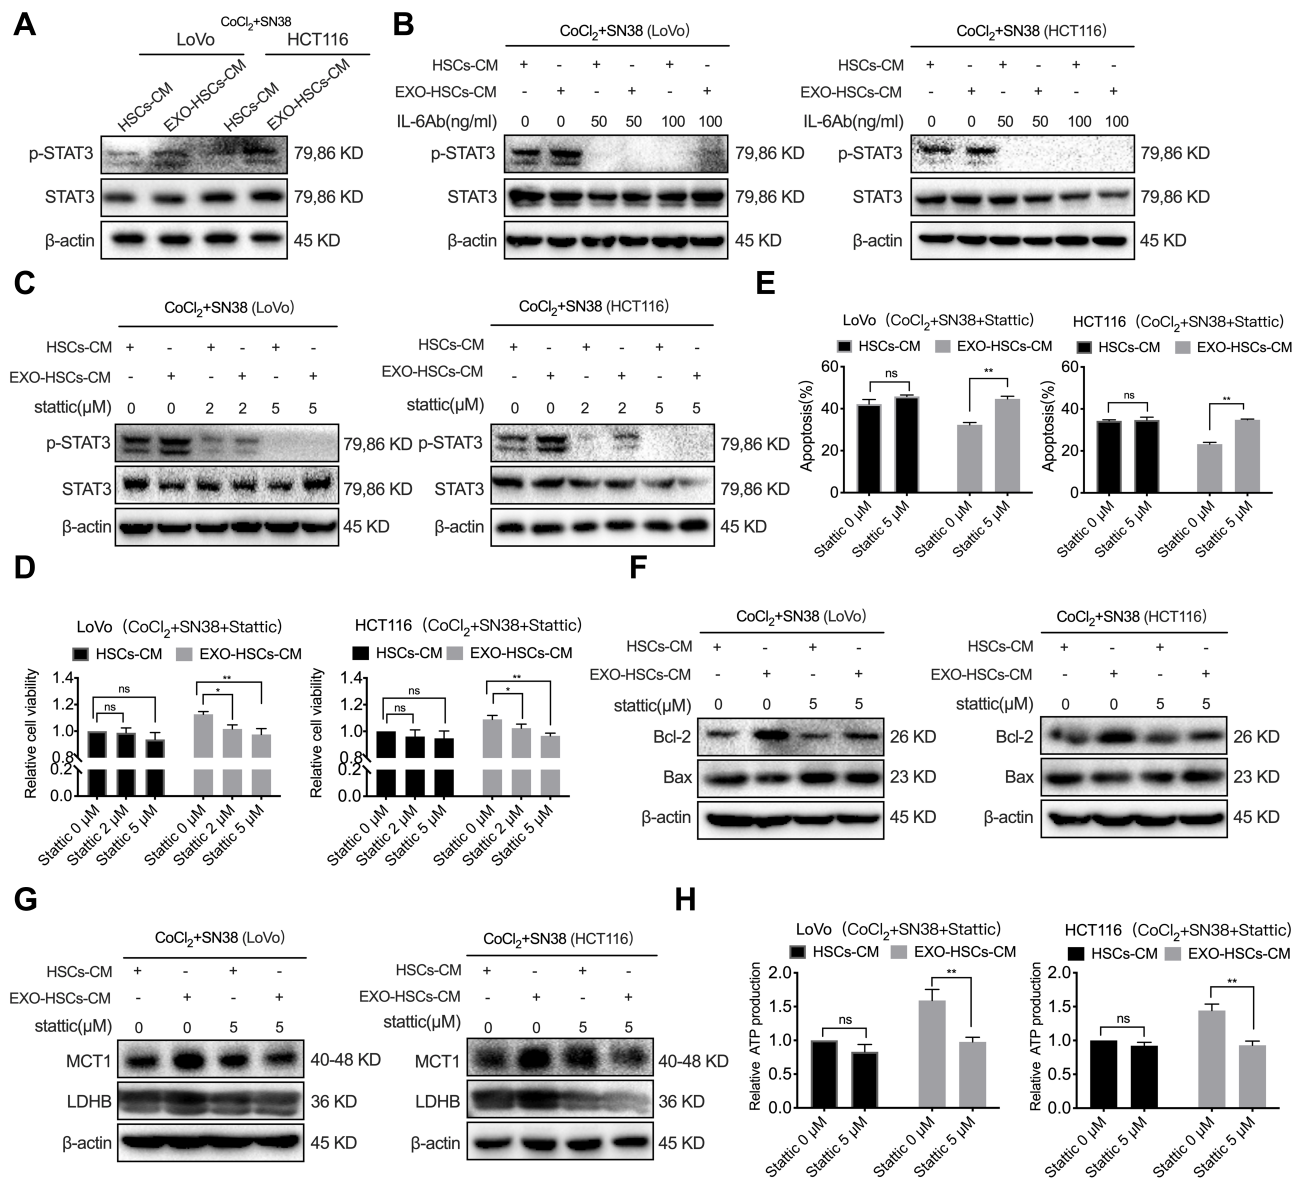 A
CoCl2+SN38
LoVo HCT116
HSCs-CM EXO-HSCs-CM HSCs-CM EXO-HSCs-CM
p-STAT3 79,86 KD
STAT3 79,86 KD
β-actin 45 KD
B
CoCl2+SN38 (LoVo)
HSCs-CM + - + - + -
EXO-HSCs-CM - + - + - +
IL-6Ab(ng/ml) 0 0 50 50 100 100
p-STAT3 79,86 KD
STAT3 79,86 KD
β-actin 45 KD
CoCl2+SN38 (HCT116)
HSCs-CM + - + - + -
EXO-HSCs-CM - + - + - +
IL-6Ab(ng/ml) 0 0 50 50 100 100
p-STAT3 79,86 KD
STAT3 79,86 KD
β-actin 45 KD
C
CoCl2+SN38 (LoVo)
HSCs-CM + - + - + -
EXO-HSCs-CM - + - + - +
stattic(μM) 0 0 2 2 5 5
p-STAT3 79,86 KD
STAT3 79,86 KD
β-actin 45 KD
CoCl2+SN38 (HCT116)
HSCs-CM + - + - + -
EXO-HSCs-CM - + - + - +
stattic(μM) 0 0 2 2 5 5
p-STAT3 79,86 KD
STAT3 79,86 KD
β-actin 45 KD
E
LoVo (CoCl2+SN38+Stattic)
HSCs-CM EXO-HSCs-CM
Apoptosis(%)
60
40
20
0
ns **
Stattic 0 μM Stattic 5 μM Stattic 0 μM Stattic 5 μM
HCT116 (CoCl2+SN38+Stattic)
HSCs-CM EXO-HSCs-CM
Apoptosis(%)
60
40
20
0
ns **
Stattic 0 μM Stattic 5 μM Stattic 0 μM Stattic 5 μM
D
LoVo (CoCl2+SN38+Stattic)
HSCs-CM EXO-HSCs-CM
Relative cell viability
1.4
1.2
1.0
0.8
0.2
0.0
ns ns * **
Stattic 0 μM Stattic 2 μM Stattic 5 μM Stattic 0 μM Stattic 2 μM Stattic 5 μM
HCT116 (CoCl2+SN38+Stattic)
HSCs-CM EXO-HSCs-CM
Relative cell viability
1.4
1.2
1.0
0.8
0.2
0.0
ns ns * **
Stattic 0 μM Stattic 2 μM Stattic 5 μM Stattic 0 μM Stattic 2 μM Stattic 5 μM
F
CoCl2+SN38 (LoVo)
HSCs-CM + - + -
EXO-HSCs-CM - + - +
stattic(μM) 0 0 5 5
Bcl-2 26 KD
Bax 23 KD
β-actin 45 KD
CoCl2+SN38 (HCT116)
HSCs-CM + - + -
EXO-HSCs-CM - + - +
stattic(μM) 0 0 5 5
Bcl-2 26 KD
Bax 23 KD
β-actin 45 KD
G
CoCl2+SN38 (LoVo)
HSCs-CM + - + -
EXO-HSCs-CM - + - +
stattic(μM) 0 0 5 5
MCT1 40-48 KD
LDHB 36 KD
β-actin 45 KD
CoCl2+SN38 (HCT116)
HSCs-CM + - + -
EXO-HSCs-CM - + - +
stattic(μM) 0 0 5 5
MCT1 40-48 KD
LDHB 36 KD
β-actin 45 KD
H
LoVo (CoCl2+SN38+Stattic)
HSCs-CM EXO-HSCs-CM
Relative ATP production
2.0
1.5
1.0
0.5
0.0
ns **
Stattic 0 μM Stattic 5 μM Stattic 0 μM Stattic 5 μM
HCT116 (CoCl2+SN38+Stattic)
HSCs-CM EXO-HSCs-CM
Relative ATP production
2.0
1.5
1.0
0.5
0.0
ns **
Stattic 0 μM Stattic 5 μM Stattic 0 μM Stattic 5 μM